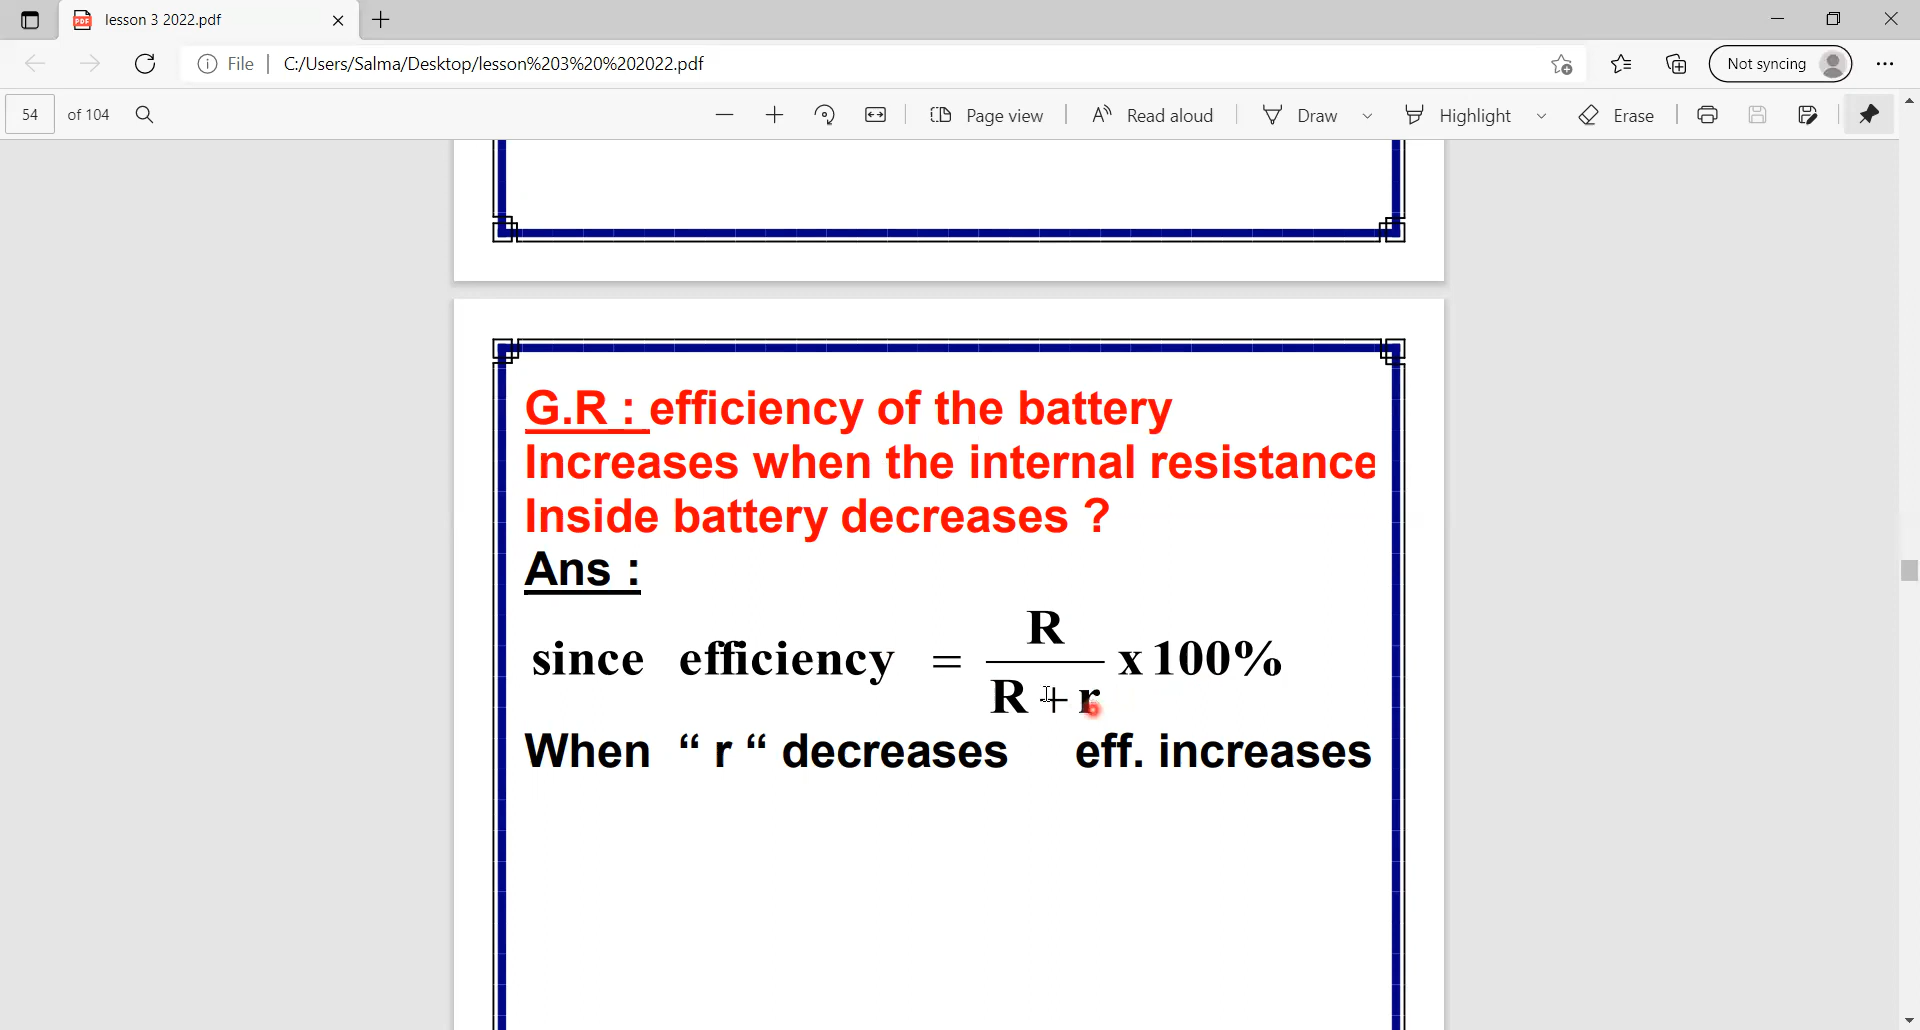 lesson 3 2022.pdf
File | C:/Users/Salma/Desktop/lesson%203%20%202022.pdf
Not syncing
54 of 104
Page view
Read aloud
Draw
Highlight
Erase
G.R : efficiency of the battery
Increases when the internal resistance
Inside battery decreases ?
Ans :
since efficiency = R / R + r x 100%
When “ r “ decreases eff. increases